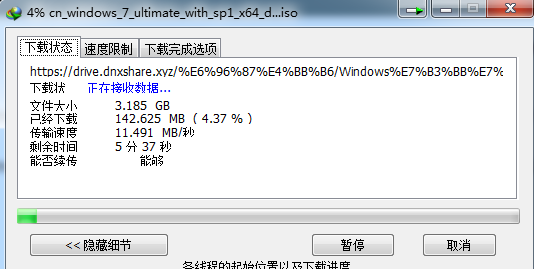 4% cn_windows_7_ultimate_with_sp1_x64_d...iso
下载状态 速度限制 下载完成选项
https://drive.dnxshare.xyz/%E6%96%87%E4%BB%B6/Windows%E7%B3%BB%E7%
下载状 正在接收数据...
文件大小 3.185 GB
已经下载 142.625 MB ( 4.37 % )
传输速度 11.491 MB/秒
剩余时间 5 分 37 秒
能否续传 能够
<< 隐藏细节 暂停 取消
各线程的起始位置以及下载进度